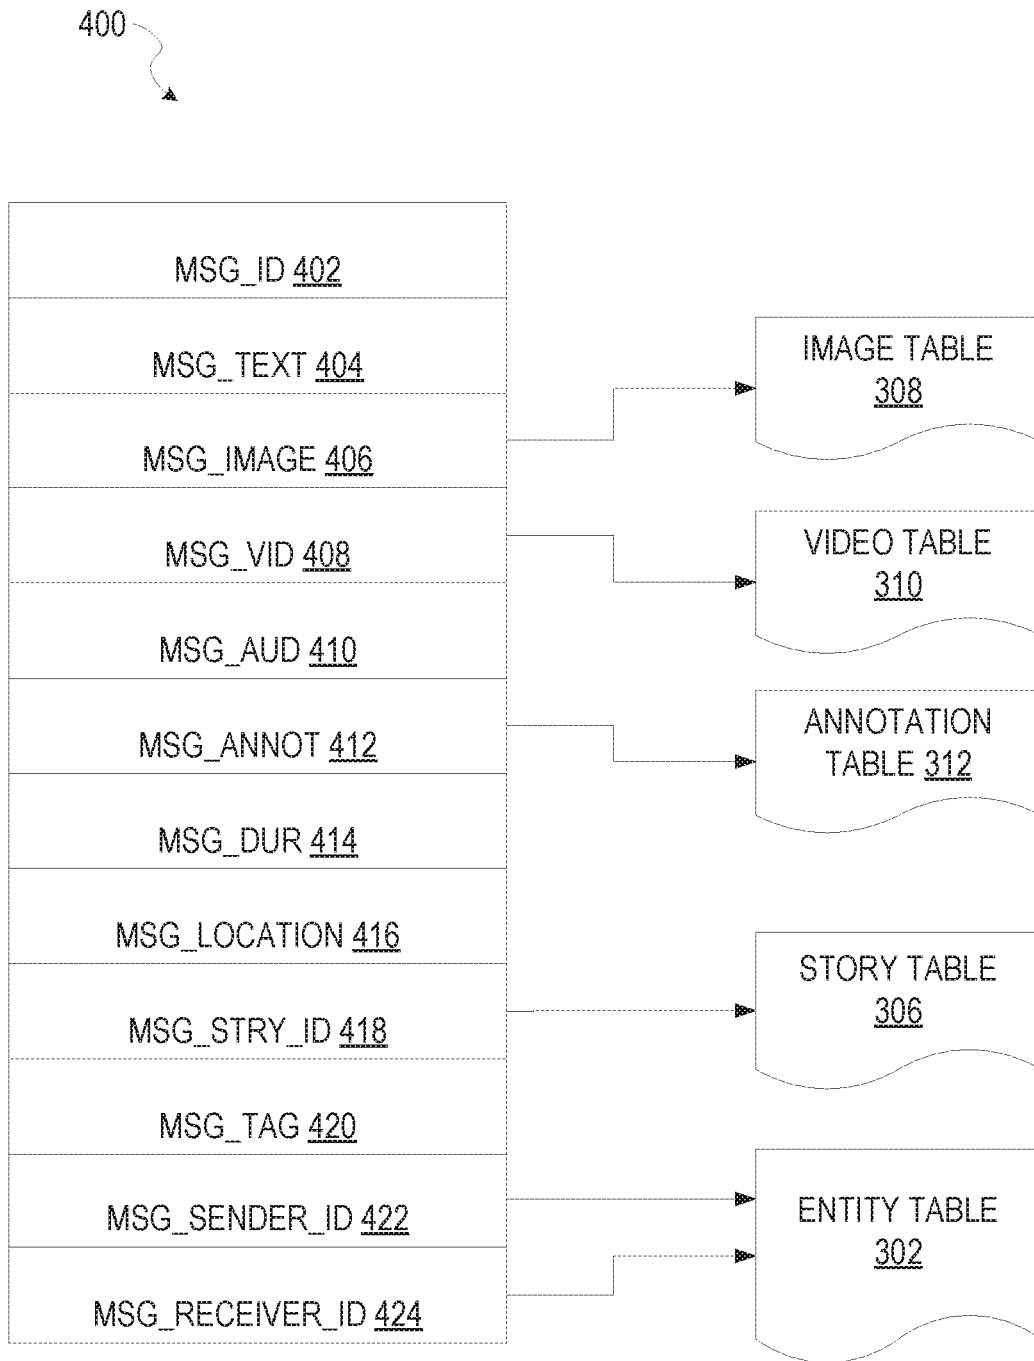 400
MSG_ID 402
MSG_TEXT 404
MSG_IMAGE 406
MSG_VID 408
MSG_AUD 410
MSG_ANNOT 412
MSG_DUR 414
MSG_LOCATION 416
MSG_STRY_ID 418
MSG_TAG 420
MSG_SENDER_ID 422
MSG_RECEIVER_ID 424
IMAGE TABLE
308
VIDEO TABLE
310
ANNOTATION
TABLE 312
STORY TABLE
306
ENTITY TABLE
302